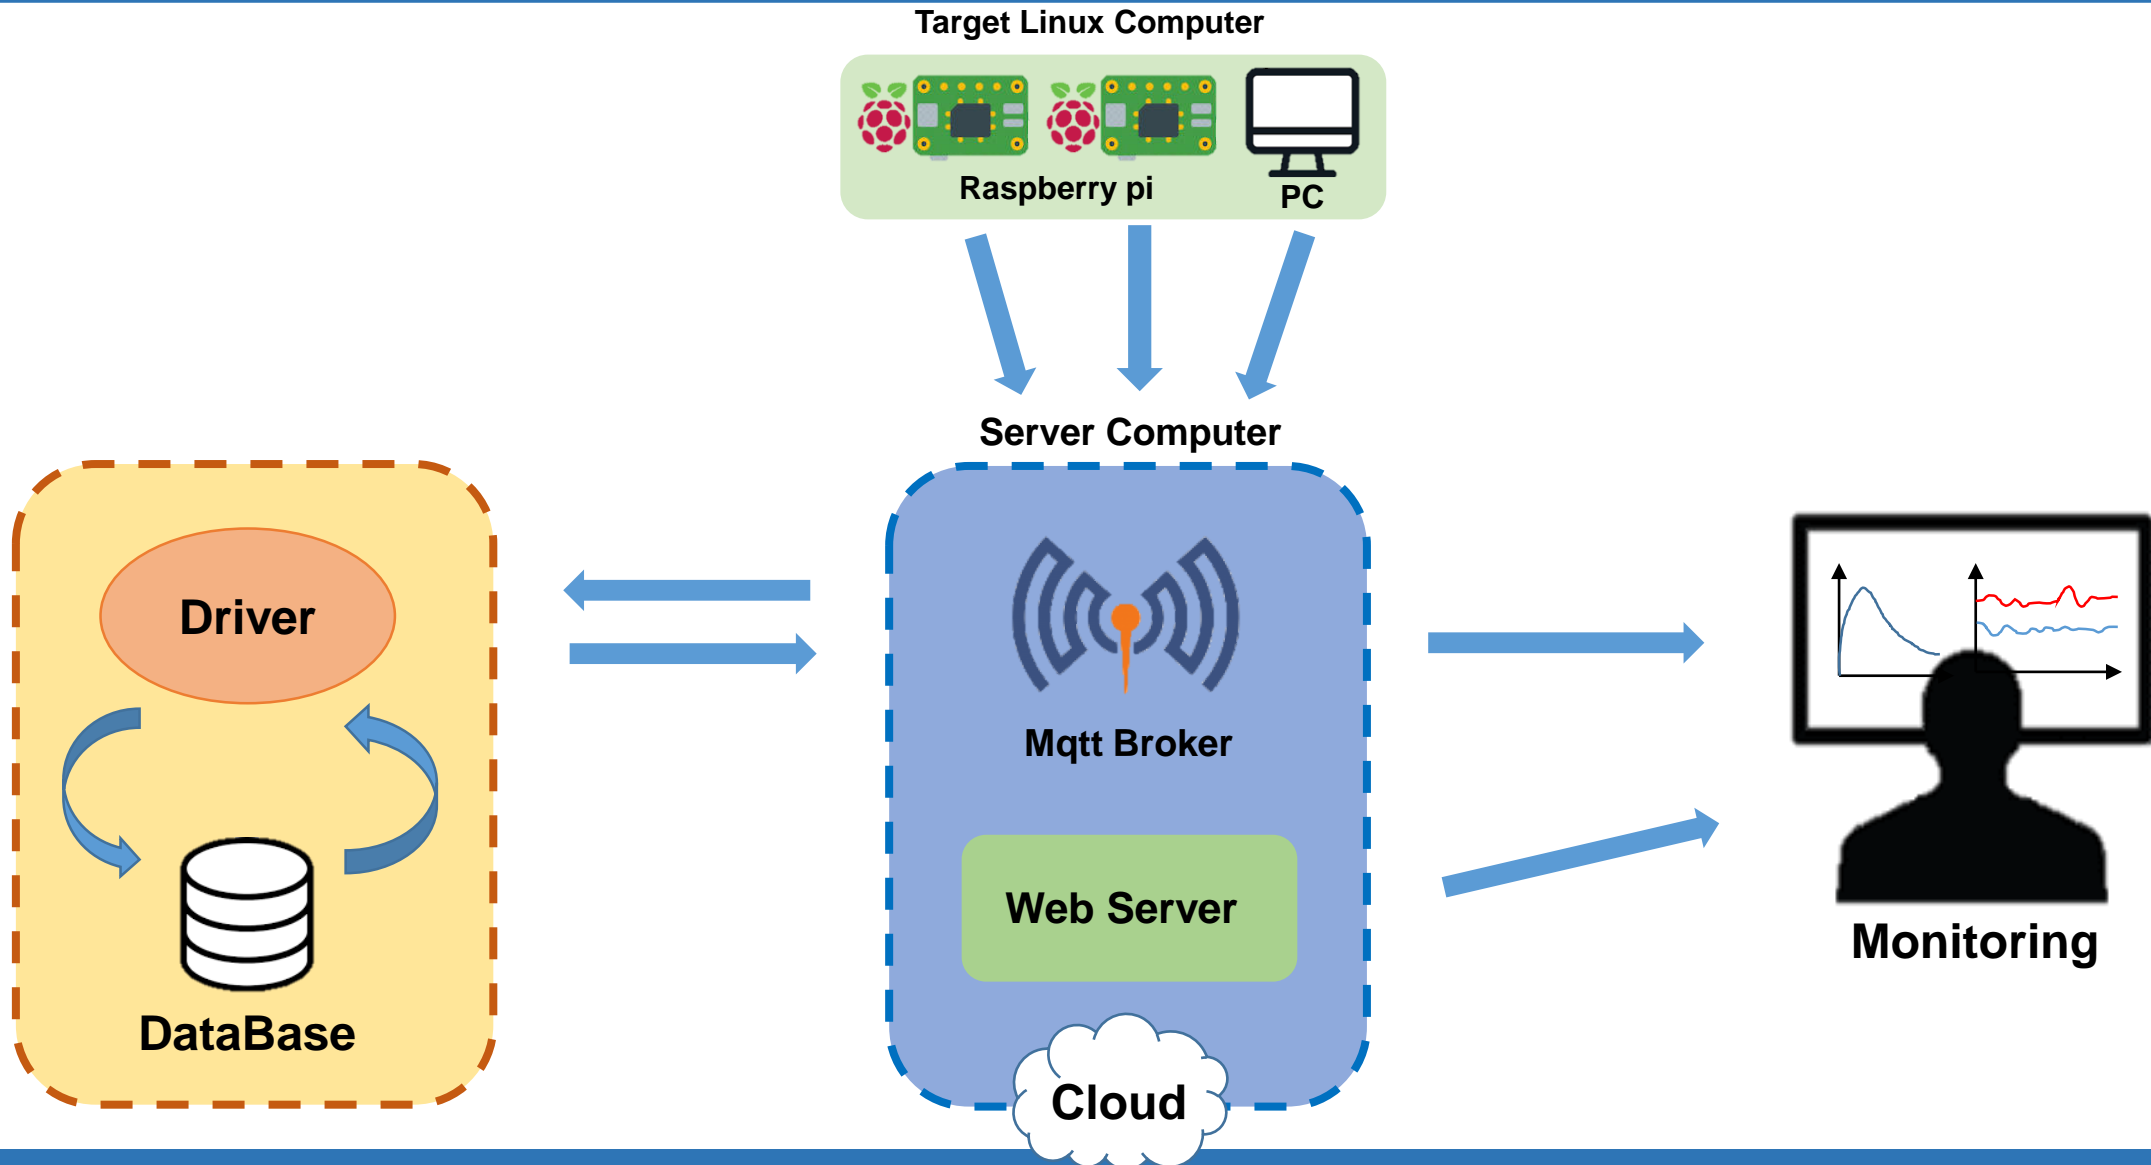 Target Linux Computer
Raspberry pi
PC
Server Computer
Driver
DataBase
Mqtt Broker
Web Server
Cloud
Monitoring